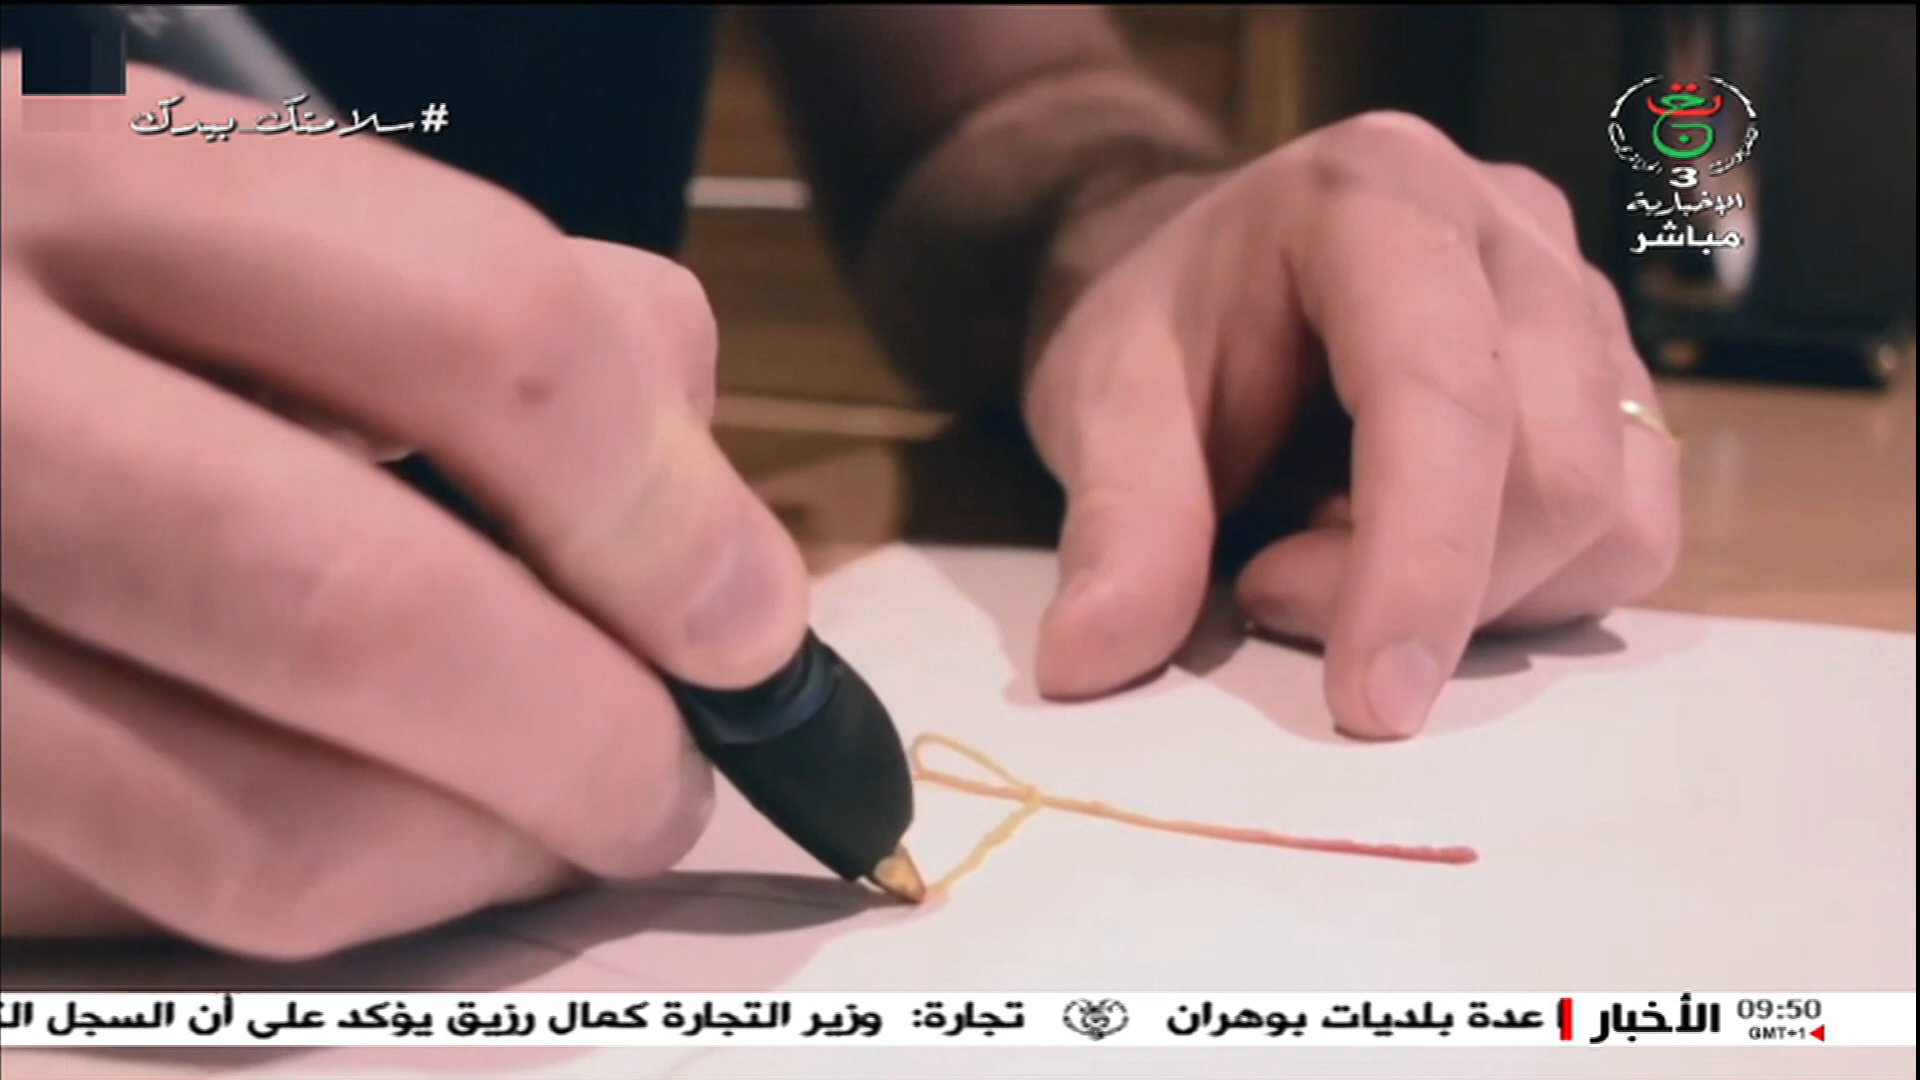 #سلامتك_بيدك
3
الإخبارية
مباشر
09:50
GMT+1
الأخبار
عدة بلديات بوهران
تجارة: وزير التجارة كمال رزيق يؤكد على أن السجل